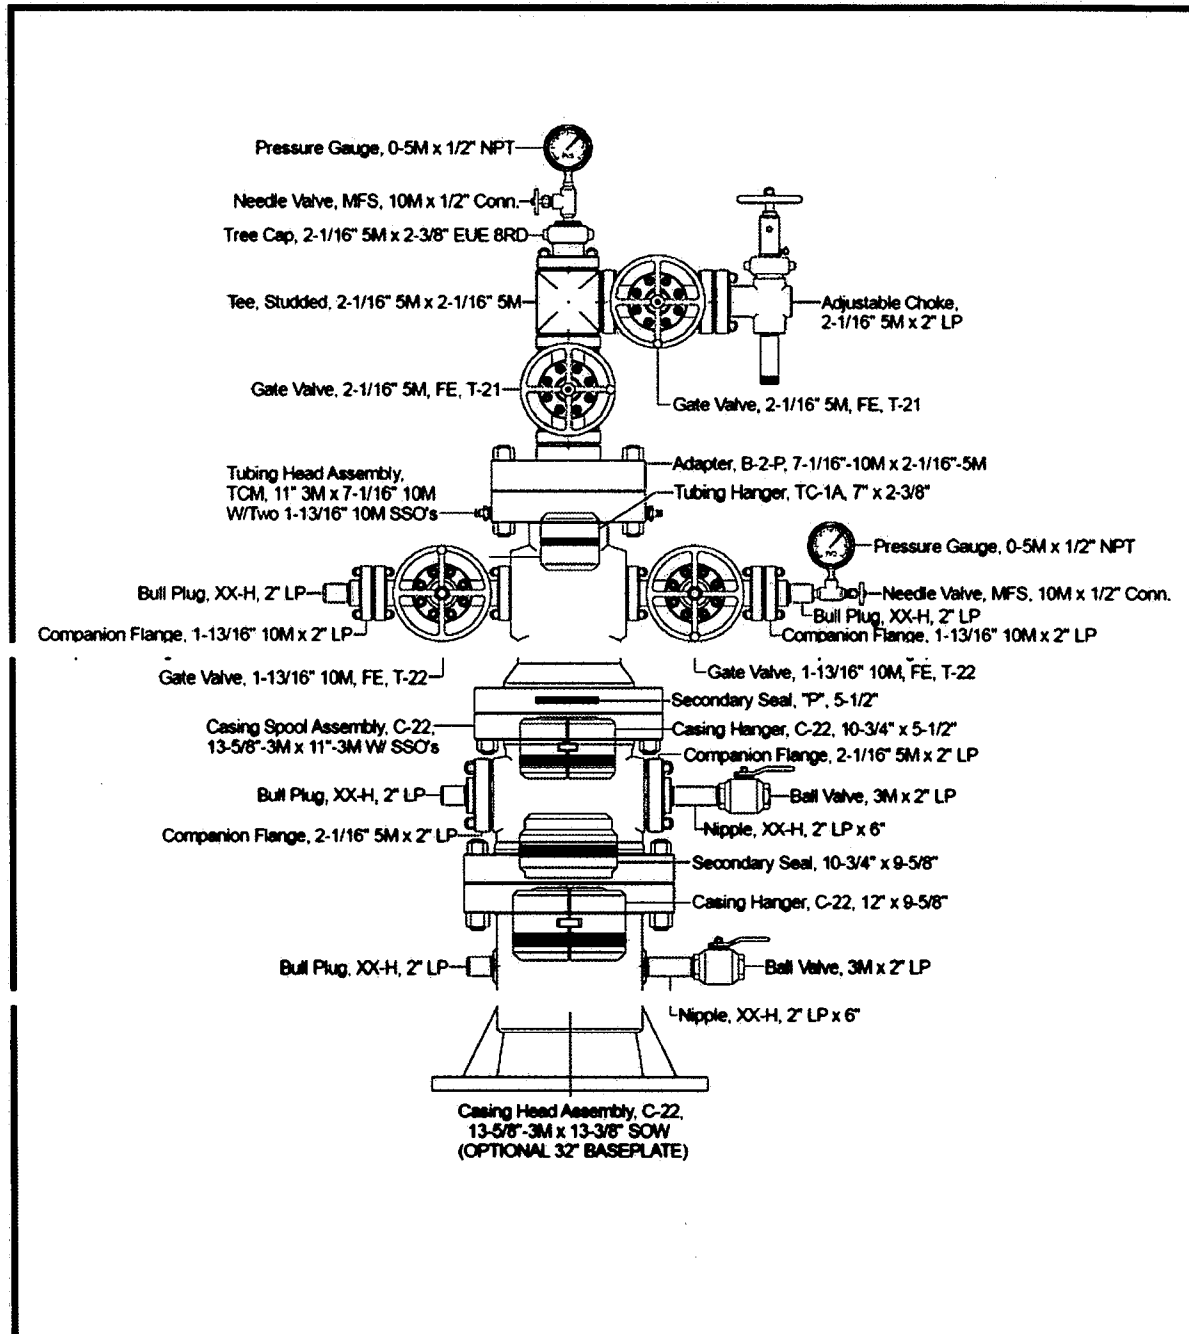 Pressure Gauge, 0-5M x 1/2" NPT
Needle Valve, MFS, 10M x 1/2" Conn.
Tree Cap, 2-1/16" 5M x 2-3/8" EUE 8RD
Tee, Studded, 2-1/16" 5M x 2-1/16" 5M
Adjustable Choke,
2-1/16" 5M x 2" LP
Gate Valve, 2-1/16" 5M, FE, T-21
Gate Valve, 2-1/16" 5M, FE, T-21
Adapter, B-2-P, 7-1/16"-10M x 2-1/16"-5M
Tubing Head Assembly,
TCM, 11" 3M x 7-1/16" 10M
W/Two 1-13/16" 10M SSO's
Tubing Hanger, TC-1A, 7" x 2-3/8"
Pressure Gauge, 0-5M x 1/2" NPT
Bull Plug, XX-H, 2" LP
Needle Valve, MFS, 10M x 1/2" Conn.
Bull Plug, XX-H, 2" LP
Companion Flange, 1-13/16" 10M x 2" LP
Companion Flange, 1-13/16" 10M x 2" LP
Gate Valve, 1-13/16" 10M, FE, T-22
Gate Valve, 1-13/16" 10M, FE, T-22
Secondary Seal, "P", 5-1/2"
Casing Spool Assembly, C-22,
13-5/8"-3M x 11"-3M W/ SSO's
Casing Hanger, C-22, 10-3/4" x 5-1/2"
Companion Flange, 2-1/16" 5M x 2" LP
Bull Plug, XX-H, 2" LP
Ball Valve, 3M x 2" LP
Nipple, XX-H, 2" LP x 6"
Companion Flange, 2-1/16" 5M x 2" LP
Secondary Seal, 10-3/4" x 9-5/8"
Casing Hanger, C-22, 12" x 9-5/8"
Bull Plug, XX-H, 2" LP
Ball Valve, 3M x 2" LP
Nipple, XX-H, 2" LP x 6"
Casing Head Assembly, C-22,
13-5/8"-3M x 13-3/8" SOW
(OPTIONAL 32" BASEPLATE)